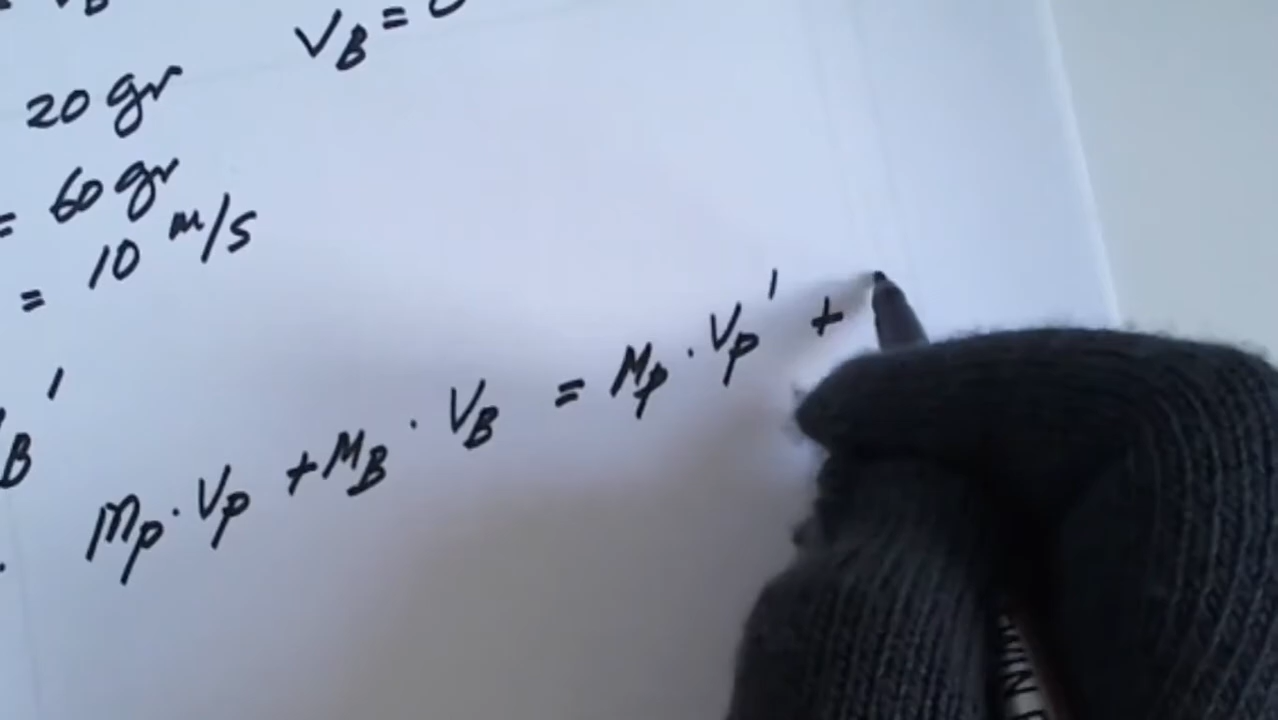 V_B =
20 gr
= 60 gr
= 10 m/s
B'
m_p · V_p + M_B · V_B = M_p · V_p' +